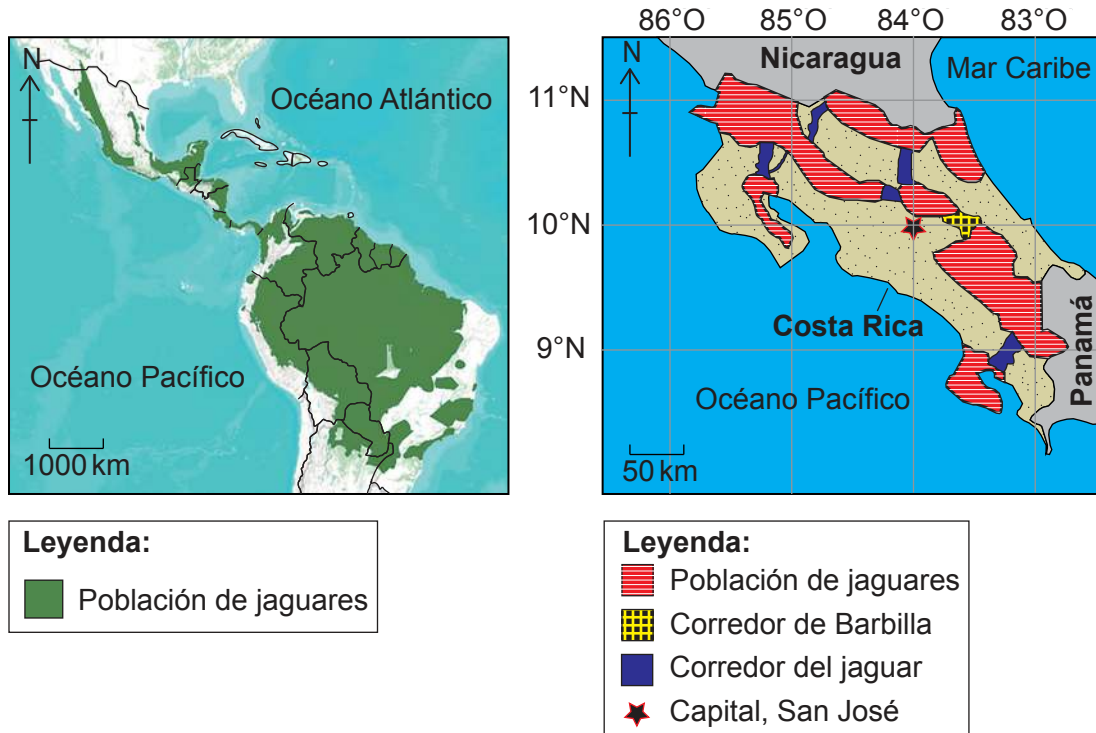 N
Océano Atlántico
Océano Pacífico
1000 km
Leyenda:
Población de jaguares
86°O 85°O 84°O 83°O
N
Nicaragua
Mar Caribe
11°N
10°N
Costa Rica
9°N
Panamá
Océano Pacífico
50 km
Leyenda:
Población de jaguares
Corredor de Barbilla
Corredor del jaguar
Capital, San José